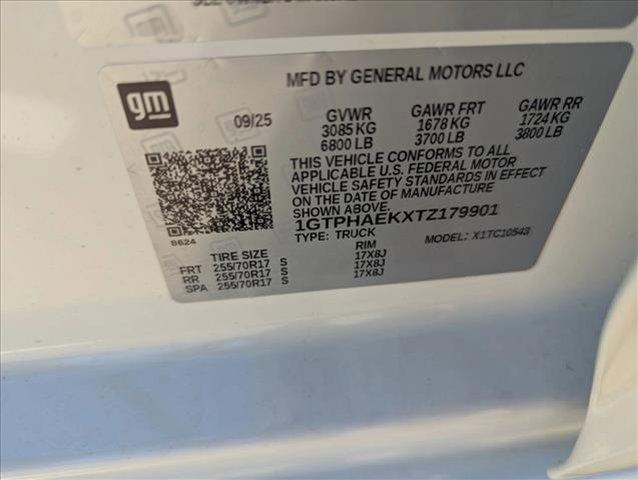 gm
MFD BY GENERAL MOTORS LLC
09/25
GVWR GAWR FRT GAWR RR
3085 KG 1678 KG 1724 KG
6800 LB 3700 LB 3800 LB
THIS VEHICLE CONFORMS TO ALL
APPLICABLE U.S. FEDERAL MOTOR
VEHICLE SAFETY STANDARDS IN EFFECT
ON THE DATE OF MANUFACTURE
SHOWN ABOVE.
8624
1GTPHAEKXTZ179901
TYPE: TRUCK MODEL: X1TC10543
TIRE SIZE RIM
FRT 255/70R17 S 17X8J
RR 255/70R17 S 17X8J
SPA 255/70R17 S 17X8J